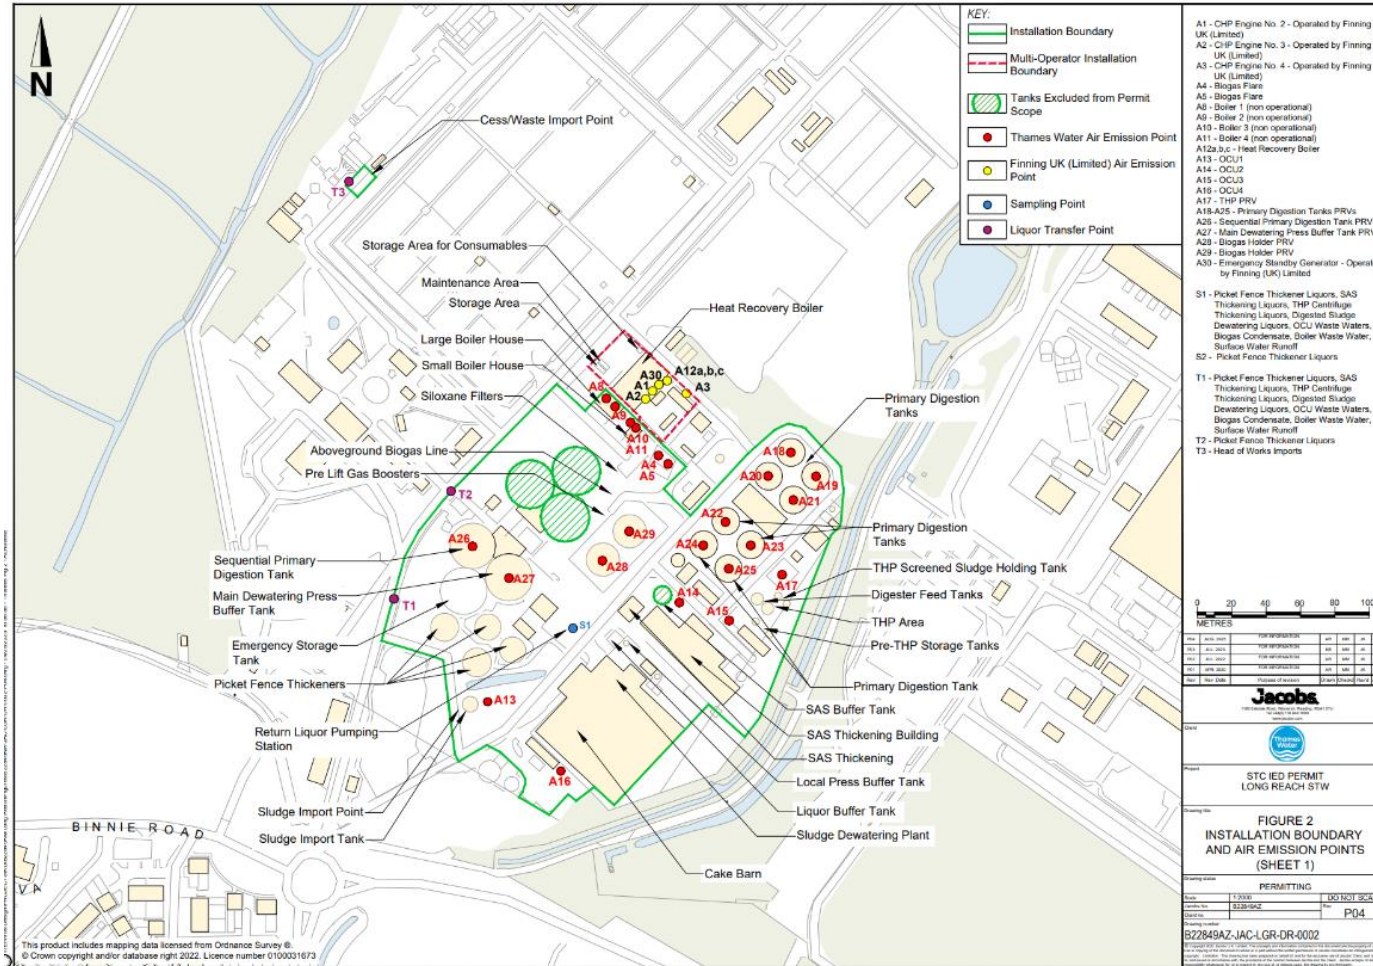 N
KEY:
Installation Boundary
Multi-Operator Installation
Boundary
Tanks Excluded from Permit
Scope
Thames Water Air Emission Point
Finning UK (Limited) Air Emission
Point
Sampling Point
Liquor Transfer Point
A1 - CHP Engine No. 2 - Operated by Finning
UK (Limited)
A2 - CHP Engine No. 3 - Operated by Finning
UK (Limited)
A3 - CHP Engine No. 4 - Operated by Finning
UK (Limited)
A4 - Biogas Flare
A5 - Biogas Flare
A8 - Boiler 1 (non operational)
A9 - Boiler 2 (non operational)
A10 - Boiler 3 (non operational)
A11 - Boiler 4 (non operational)
A12a,b,c - Heat Recovery Boiler
A13 - OCU1
A14 - OCU2
A15 - OCU3
A16 - OCU4
A17 - THP PRV
A18-A25 - Primary Digestion Tanks PRVs
A26 - Sequential Primary Digestion Tank PRV
A27 - Main Dewatering Press Buffer Tank PRV
A28 - Biogas Holder PRV
A29 - Biogas Holder PRV
A30 - Emergency Standby Generator - Operat
by Finning (UK) Limited
S1 - Picket Fence Thickener Liquors, SAS
Thickening Liquors, THP Centrifuge
Thickening Liquors, Digested Sludge
Dewatering Liquors, OCU Waste Waters,
Biogas Condensate, Boiler Waste Water,
Surface Water Runoff
S2 - Picket Fence Thickener Liquors
T1 - Picket Fence Thickener Liquors, SAS
Thickening Liquors, THP Centrifuge
Thickening Liquors, Digested Sludge
Dewatering Liquors, OCU Waste Waters,
Biogas Condensate, Boiler Waste Water,
Surface Water Runoff
T2 - Picket Fence Thickener Liquors
T3 - Head of Works Imports
Cess/Waste Import Point
T3
Storage Area for Consumables
Maintenance Area
Storage Area
Heat Recovery Boiler
Large Boiler House
Small Boiler House
Siloxane Filters
Aboveground Biogas Line
Pre Lift Gas Boosters
A30
A12a,b,c
A1
A2
A3
A8
A9
A10
A11
A4
A5
Primary Digestion
Tanks
A18
A20
A19
A21
T2
A22
A29
A24
A23
A26
A28
A25
A27
A17
Primary Digestion
Tanks
THP Screened Sludge Holding Tank
Digester Feed Tanks
THP Area
Pre-THP Storage Tanks
Sequential Primary
Digestion Tank
Main Dewatering Press
Buffer Tank
T1
A14
A15
S1
Emergency Storage
Tank
Picket Fence Thickeners
A13
Return Liquor Pumping
Station
A16
Primary Digestion Tank
SAS Buffer Tank
SAS Thickening Building
SAS Thickening
Local Press Buffer Tank
Liquor Buffer Tank
Sludge Dewatering Plant
Sludge Import Point
Sludge Import Tank
Cake Barn
BINNIE ROAD
VA
0 20 40 60 80 100
METRES
Jacobs
Thames
Water
STC IED PERMIT
LONG REACH STW
FIGURE 2
INSTALLATION BOUNDARY
AND AIR EMISSION POINTS
(SHEET 1)
PERMITTING
1:2000
DO NOT SCA
B22849AZ
P04
B22849AZ-JAC-LGR-DR-0002
This product includes mapping data licensed from Ordnance Survey ©.
© Crown copyright and/or database right 2022. Licence number 0100031673